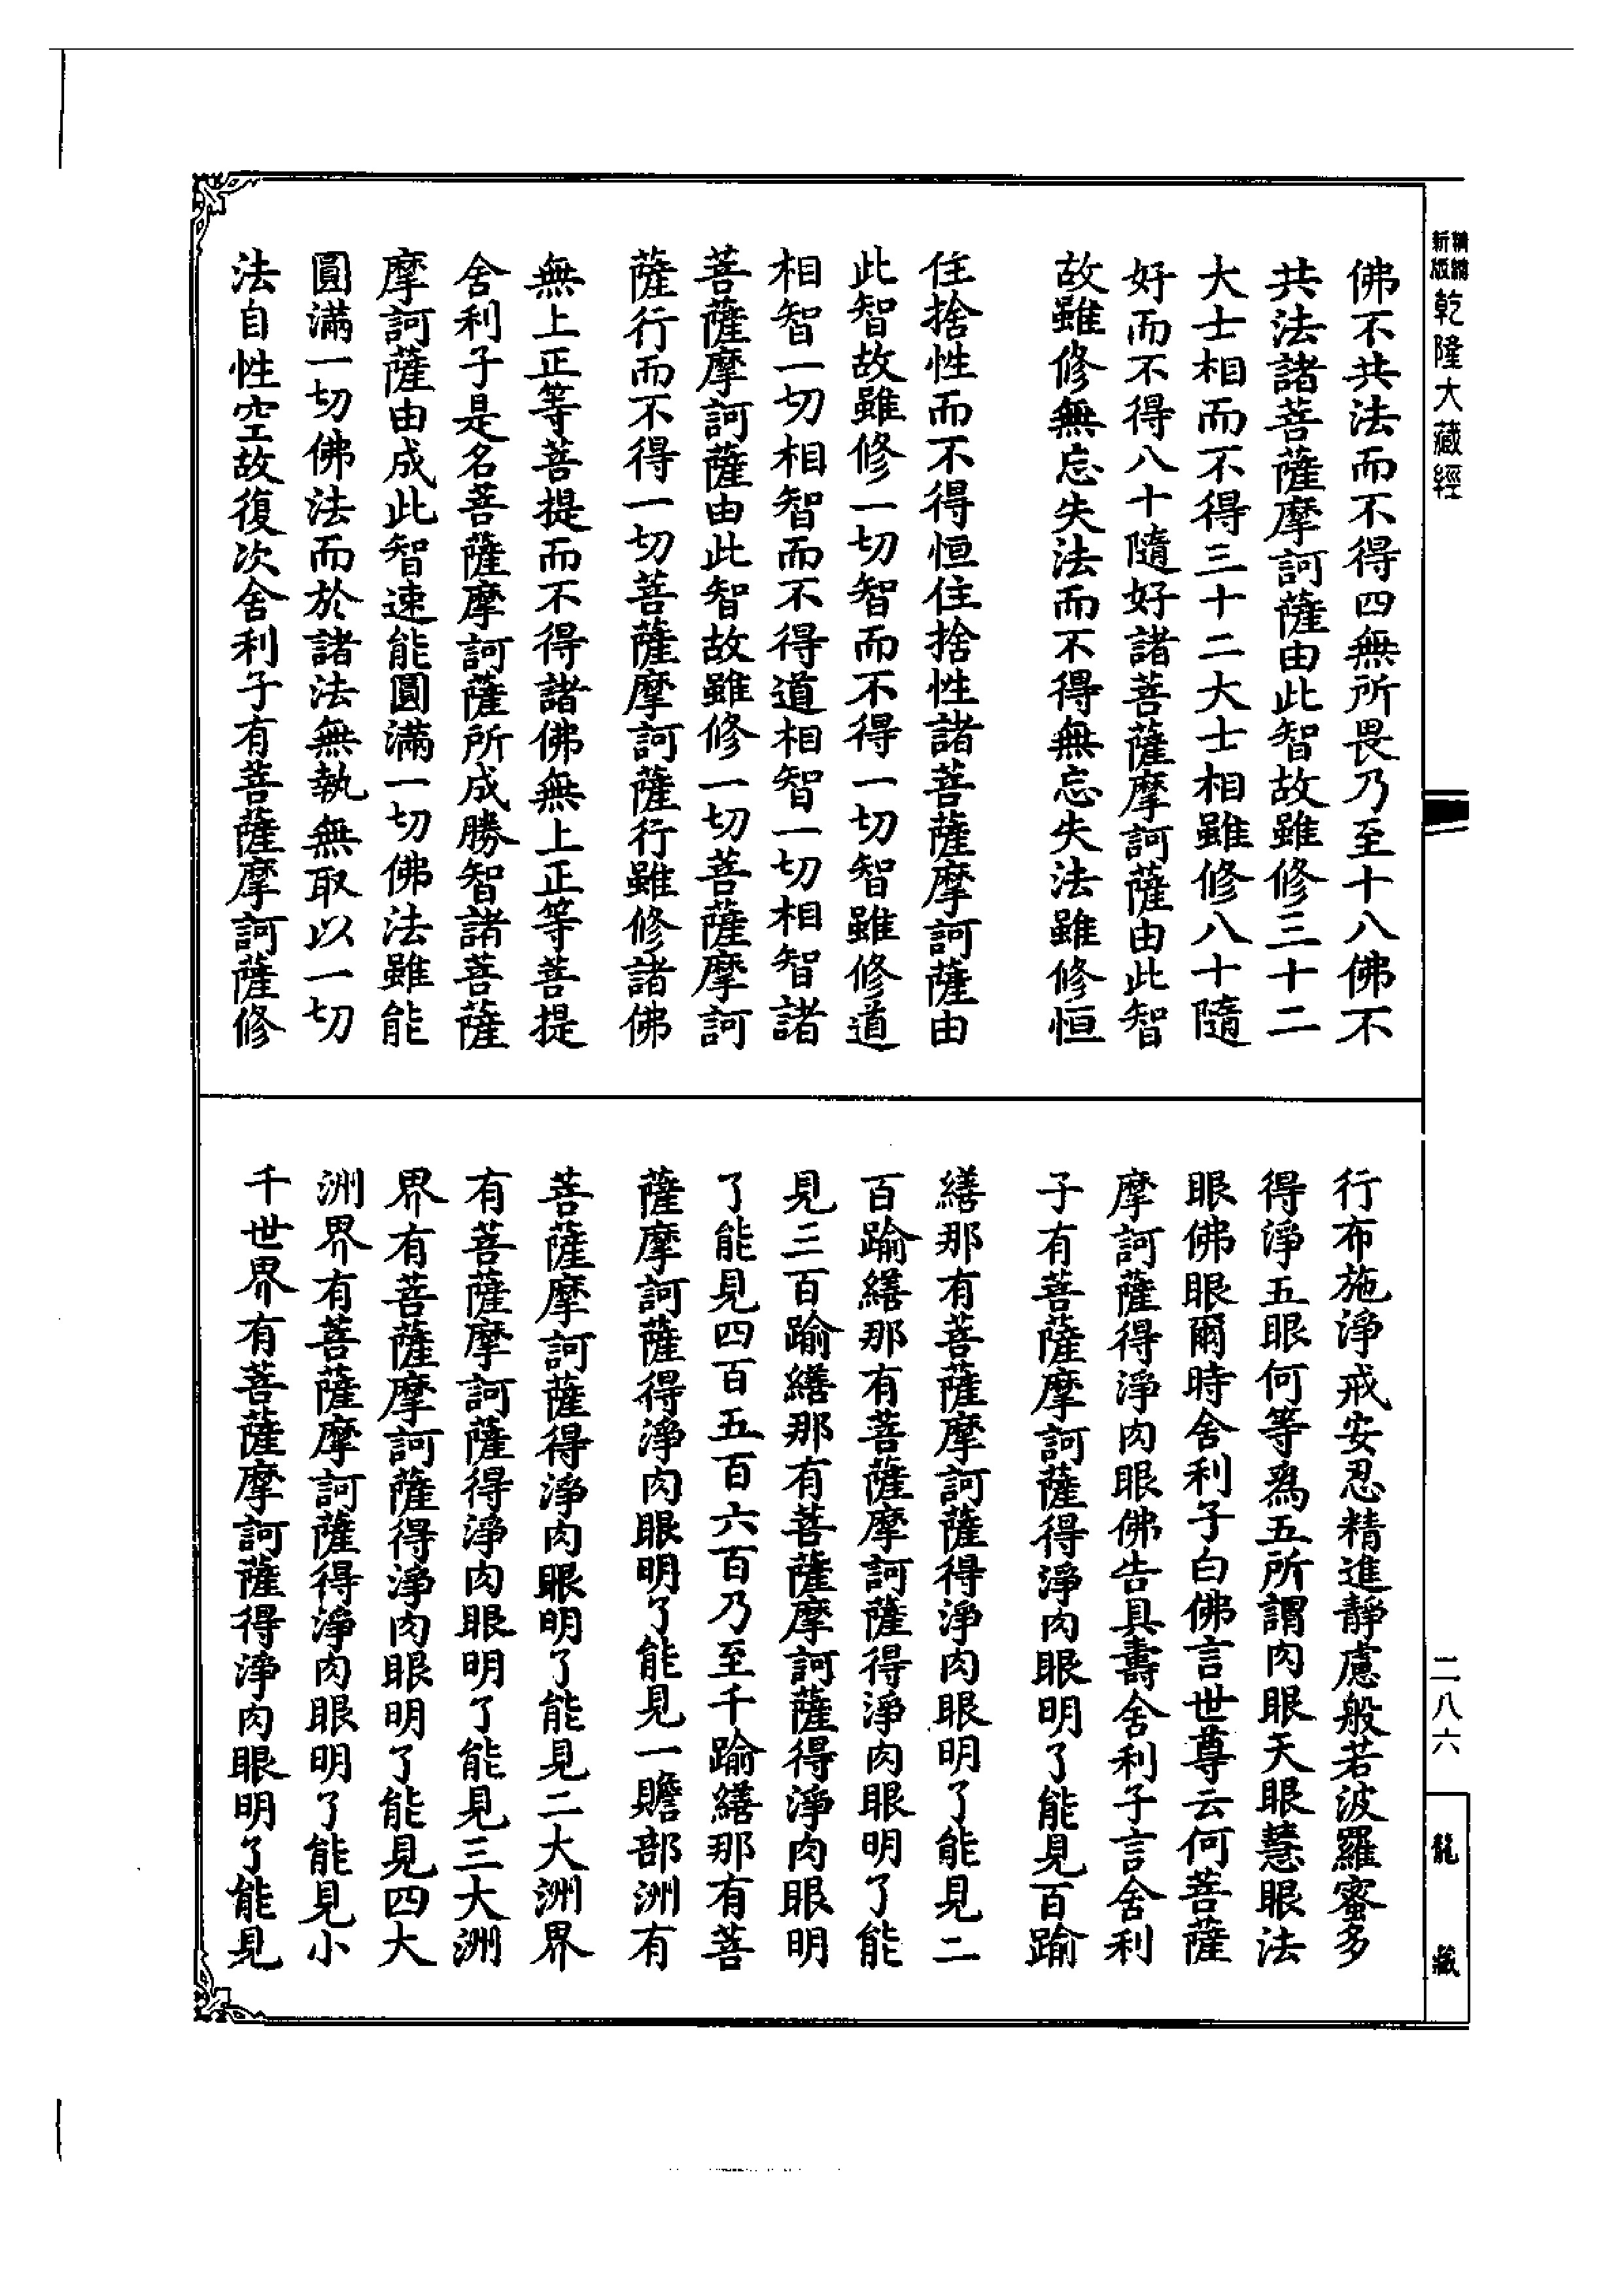 精縮
新版
乾隆大藏經
佛不共法而不得四無所畏乃至十八佛不
共法諸菩薩摩訶薩由此智故雖修三十二
大士相而不得三十二大士相雖修八十隨
好而不得八十隨好諸菩薩摩訶薩由此智
故雖修無忘失法而不得無忘失法雖修恒
住捨性而不得恒住捨性諸菩薩摩訶薩由
此智故雖修一切智而不得一切智雖修道
相智一切相智而不得道相智一切相智諸
菩薩摩訶薩由此智故雖修一切菩薩摩訶
薩行而不得一切菩薩摩訶薩行雖修諸佛
無上正等菩提而不得諸佛無上正等菩提
舍利子是名菩薩摩訶薩所成勝智諸菩薩
摩訶薩由成此智速能圓滿一切佛法雖能
圓滿一切佛法而於諸法無執無取以一切
法自性空故復次舍利子有菩薩摩訶薩修
行布施淨戒安忍精進靜慮般若波羅蜜多
得淨五眼何等為五所謂肉眼天眼慧眼法
眼佛眼爾時舍利子白佛言世尊云何菩薩
摩訶薩得淨肉眼佛告具壽舍利子言舍利
子有菩薩摩訶薩得淨肉眼明了能見百踰
繕那有菩薩摩訶薩得淨肉眼明了能見二
百踰繕那有菩薩摩訶薩得淨肉眼明了能
見三百踰繕那有菩薩摩訶薩得淨肉眼明
了能見四百五百六百乃至千踰繕那有菩
薩摩訶薩得淨肉眼明了能見一贍部洲有
菩薩摩訶薩得淨肉眼明了能見二大洲界
有菩薩摩訶薩得淨肉眼明了能見三大洲
界有菩薩摩訶薩得淨肉眼明了能見四大
洲界有菩薩摩訶薩得淨肉眼明了能見小
千世界有菩薩摩訶薩得淨肉眼明了能見
二八六
龍藏